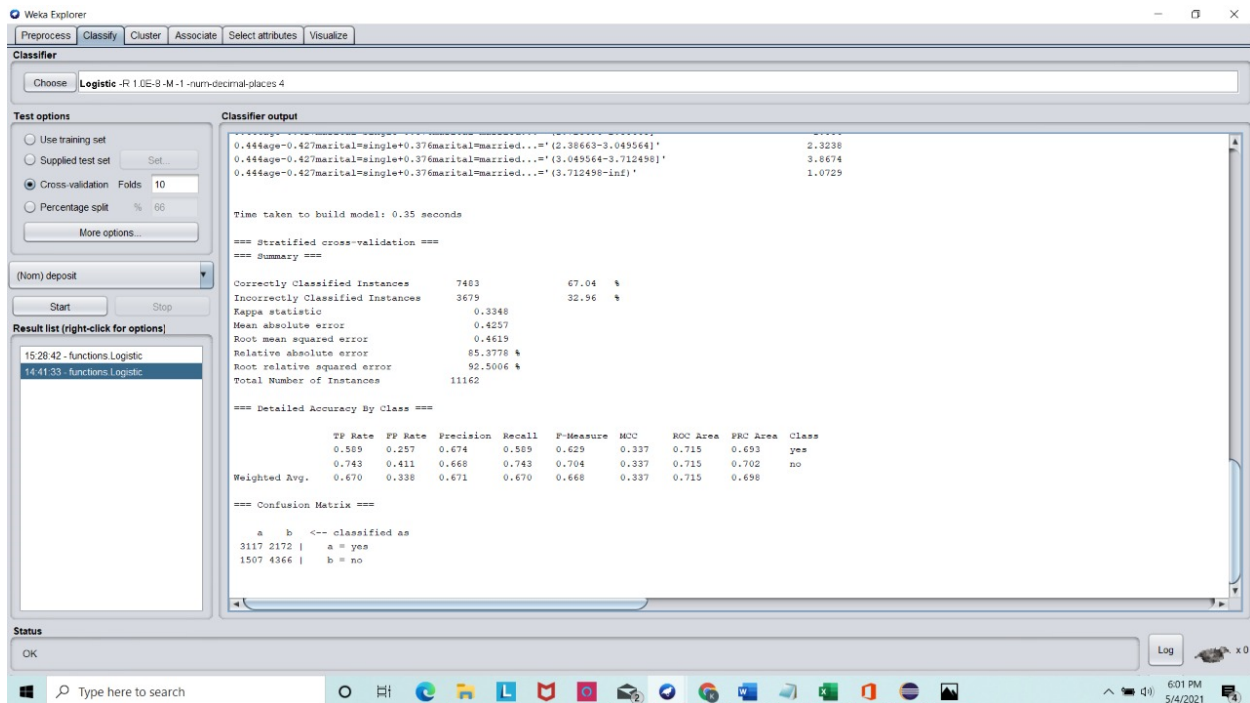 Weka Explorer
Preprocess Classify Cluster Associate Select attributes Visualize
Classifier
Choose Logistic -R 1.0E-8 -M -1 -num-decimal-places 4
Test options
Use training set
Supplied test set Set...
Cross-validation Folds 10
Percentage split % 66
More options...
(Nom) deposit
Start Stop
Result list (right-click for options)
15:28:42 - functions.Logistic
14:41:33 - functions.Logistic
Classifier output
0.444age-0.427marital=single+0.376marital=married...='(2.38663-3.049564]' 2.3238
0.444age-0.427marital=single+0.376marital=married...='(3.049564-3.712498]' 3.8674
0.444age-0.427marital=single+0.376marital=married...='(3.712498-inf)' 1.0729
Time taken to build model: 0.35 seconds
=== Stratified cross-validation ===
=== Summary ===
Correctly Classified Instances 7483 67.04 %
Incorrectly Classified Instances 3679 32.96 %
Kappa statistic 0.3348
Mean absolute error 0.4257
Root mean squared error 0.4619
Relative absolute error 85.3778 %
Root relative squared error 92.5006 %
Total Number of Instances 11162
=== Detailed Accuracy By Class ===
TP Rate FP Rate Precision Recall F-Measure MCC ROC Area PRC Area Class
0.589 0.257 0.674 0.589 0.629 0.337 0.715 0.693 yes
0.743 0.411 0.668 0.743 0.704 0.337 0.715 0.702 no
Weighted Avg. 0.670 0.338 0.671 0.670 0.668 0.337 0.715 0.698
=== Confusion Matrix ===
a b <-- classified as
3117 2172 | a = yes
1507 4366 | b = no
Status
OK
Log x 0
Type here to search
6:01 PM
5/4/2021